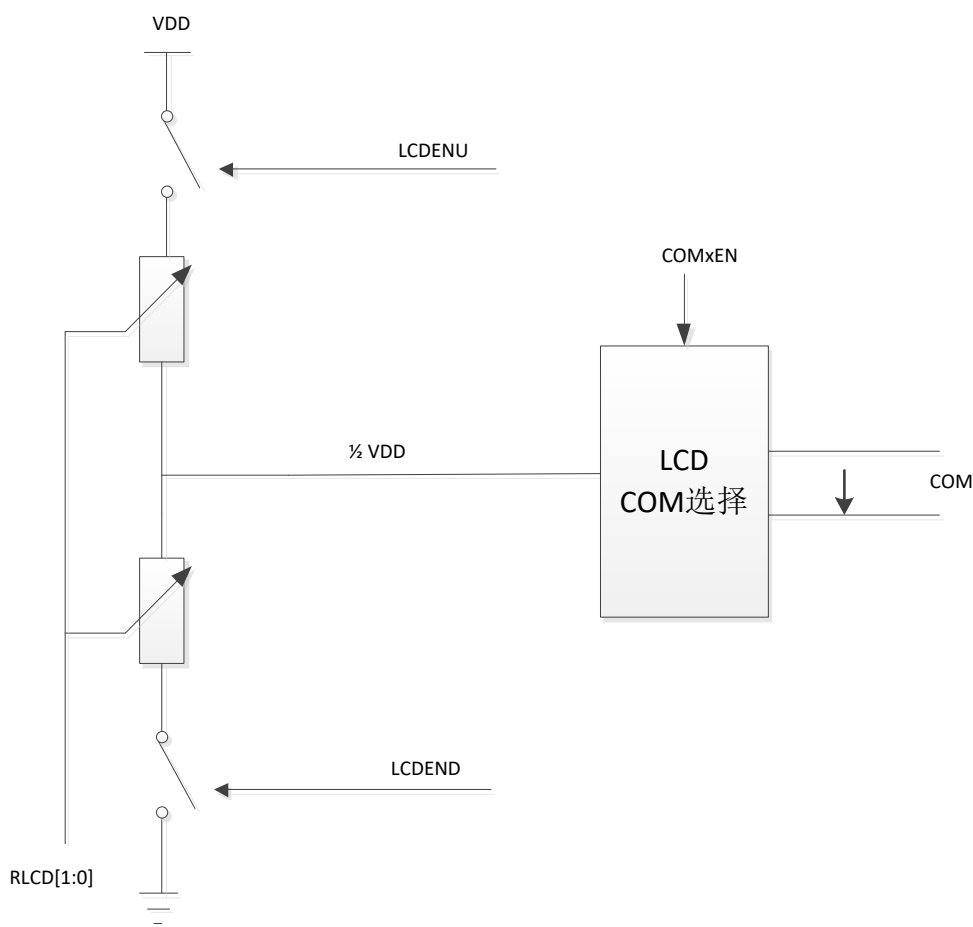 VDD
LCDENU
COMxEN
½ VDD
LCD
COM选择
COM
LCDEND
RLCD[1:0]